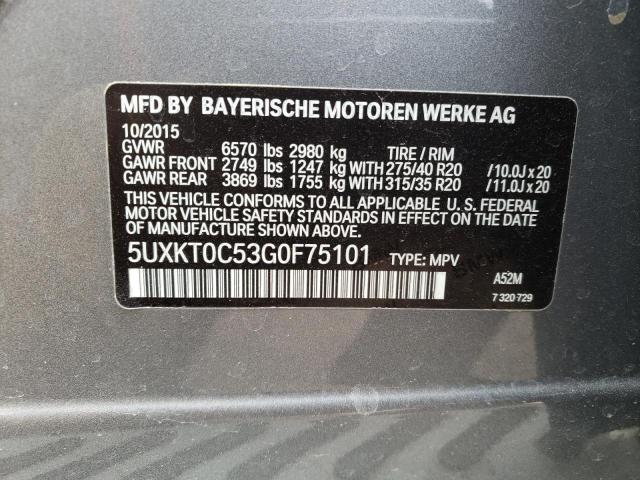 MFD BY BAYERISCHE MOTOREN WERKE AG
10/2015
GVWR 6570 lbs 2980 kg TIRE / RIM
GAWR FRONT 2749 lbs 1247 kg WITH 275/40 R20 /10.0J x 20
GAWR REAR 3869 lbs 1755 kg WITH 315/35 R20 /11.0J x 20
THIS VEHICLE CONFORMS TO ALL APPLICABLE U. S. FEDERAL
MOTOR VEHICLE SAFETY STANDARDS IN EFFECT ON THE DATE
OF MANUFACTURE SHOWN ABOVE.
5UXKT0C53G0F75101 TYPE: MPV
A52M
7 320 729